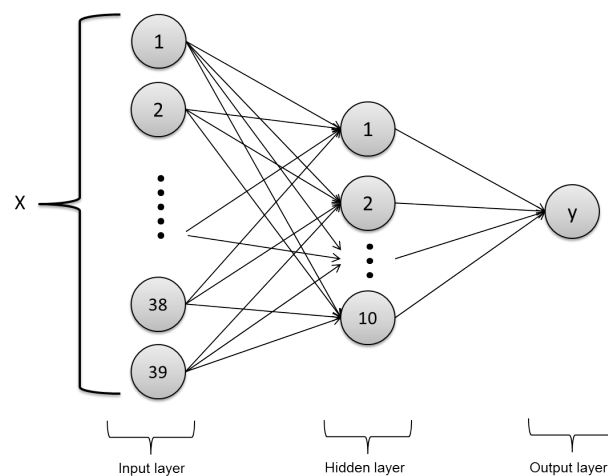 X
1
2
38
39
1
2
10
y
Input layer
Hidden layer
Output layer